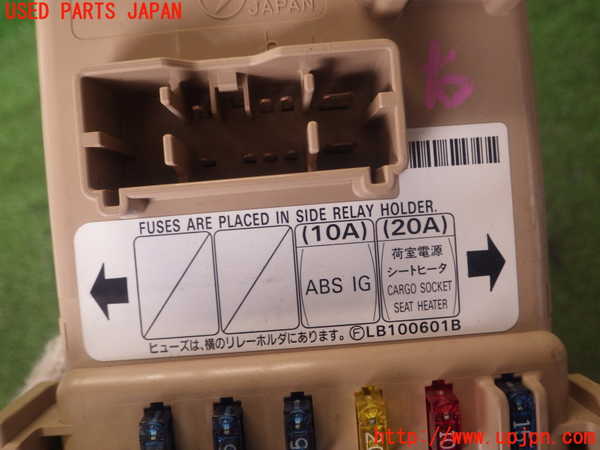 USED PARTS JAPAN
JAPAN
FUSES ARE PLACED IN SIDE RELAY HOLDER.
(10A) (20A)
ABS IG
荷室電源
シートヒータ
CARGO SOCKET
SEAT HEATER
ヒューズは、横のリレーホルダにあります。 Ⓕ LB100601B
http://www.upjpn.com